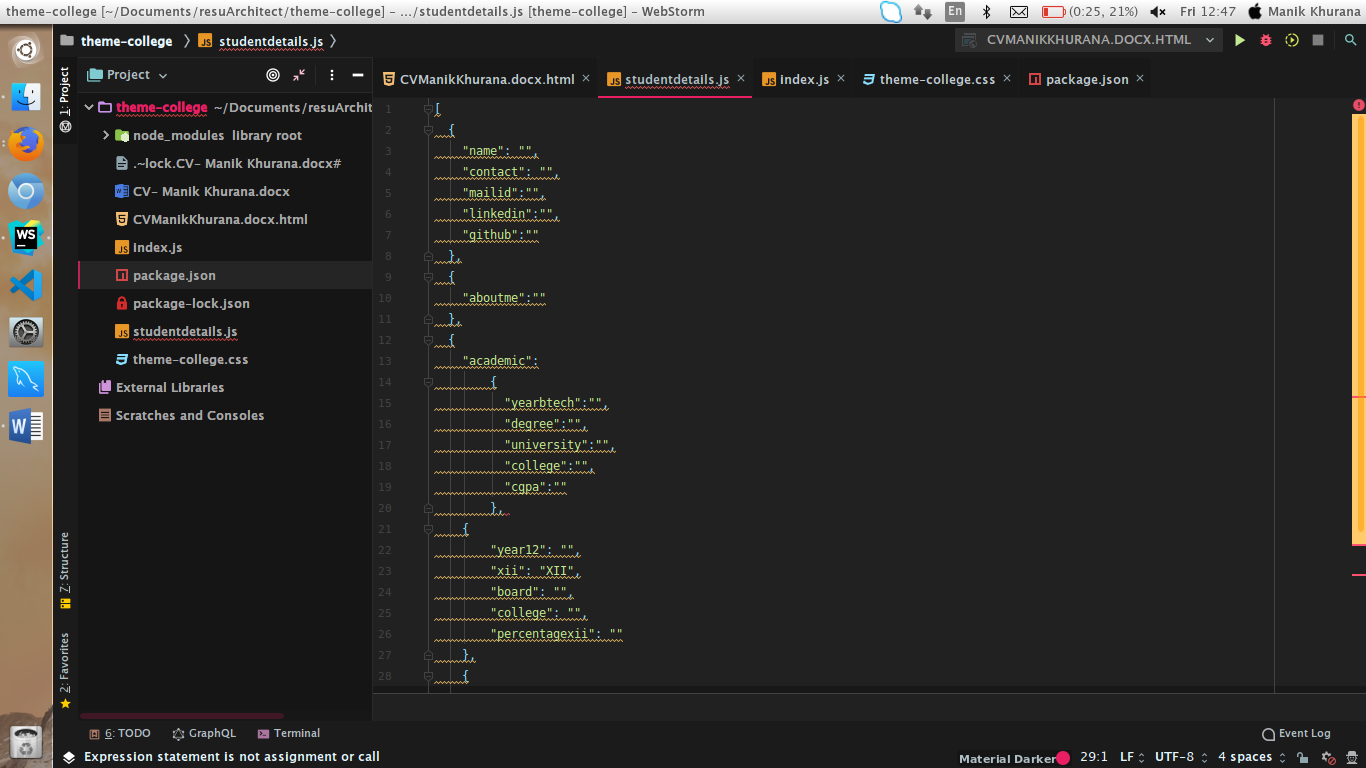 theme-college [~/Documents/resuArchitect/theme-college] – .../studentdetails.js [theme-college] – WebStorm
En
(0:25, 21%)
Fri 12:47
Manik Khurana
theme-college
studentdetails.js
CVMANIKKHURANA.DOCX.HTML
1: Project
Project
CVManikKhurana.docx.html
studentdetails.js
index.js
theme-college.css
package.json
theme-college ~/Documents/resuArchit
node_modules library root
.~lock.CV- Manik Khurana.docx#
CV- Manik Khurana.docx
CVManikKhurana.docx.html
index.js
package.json
package-lock.json
studentdetails.js
theme-college.css
External Libraries
Scratches and Consoles
WS
W
7: Structure
2: Favorites
1 [
2 {
3 "name": "",
4 "contact": "",
5 "mailid":"",
6 "linkedin":"",
7 "github":""
8 },
9 {
10 "aboutme":""
11 },
12 {
13 "academic":
14 {
15 "yearbtech":"",
16 "degree":"",
17 "university":"",
18 "college":"",
19 "cgpa":""
20 },
21 {
22 "year12": "",
23 "xii": "XII",
24 "board": "",
25 "college": "",
26 "percentagexii": ""
27 },
28 {
6: TODO
GraphQL
Terminal
Event Log
Expression statement is not assignment or call
Material Darker
29:1
LF
UTF-8
4 spaces